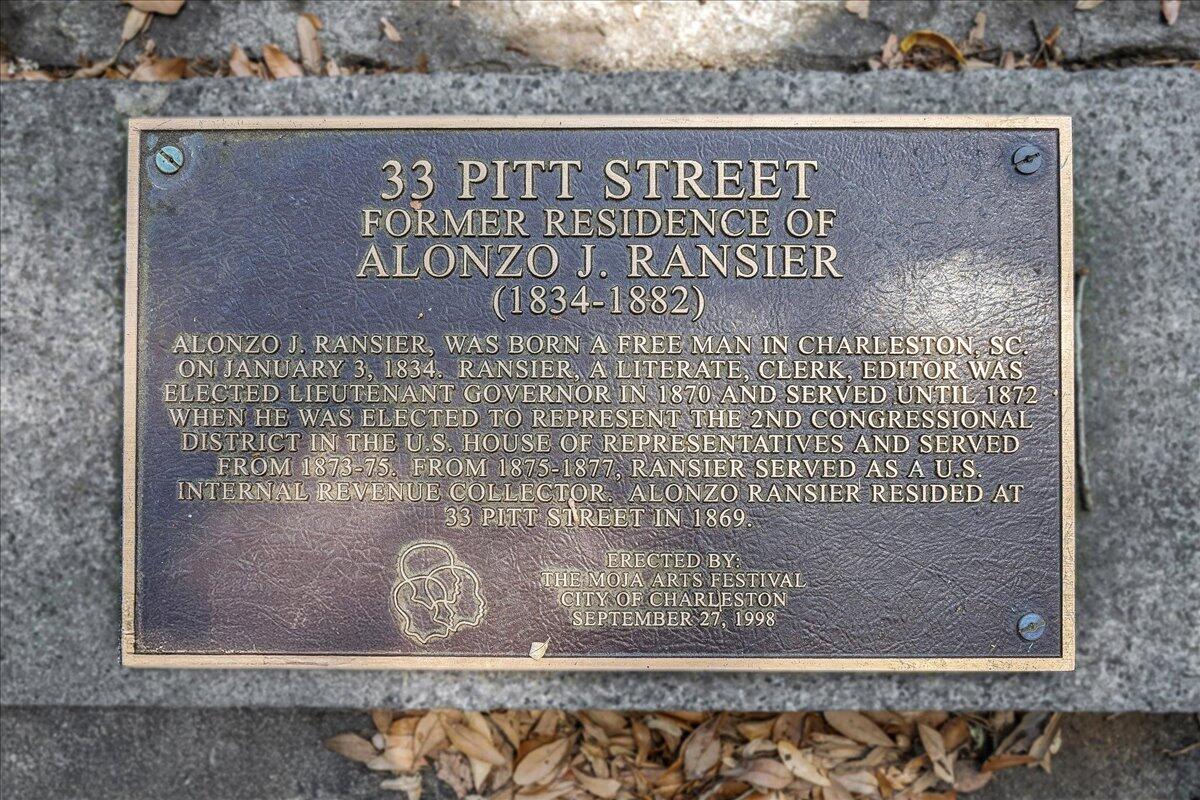 33 PITT STREET
FORMER RESIDENCE OF
ALONZO J. RANSIER
(1834-1882)
ALONZO J. RANSIER, WAS BORN A FREE MAN IN CHARLESTON, SC.
ON JANUARY 3, 1834. RANSIER, A LITERATE, CLERK, EDITOR WAS
ELECTED LIEUTENANT GOVERNOR IN 1870 AND SERVED UNTIL 1872
WHEN HE WAS ELECTED TO REPRESENT THE 2ND CONGRESSIONAL
DISTRICT IN THE U.S. HOUSE OF REPRESENTATIVES AND SERVED
FROM 1873-75. FROM 1875-1877, RANSIER SERVED AS A U.S.
INTERNAL REVENUE COLLECTOR. ALONZO RANSIER RESIDED AT
33 PITT STREET IN 1869.
ERECTED BY:
THE MOJA ARTS FESTIVAL
CITY OF CHARLESTON
SEPTEMBER 27, 1998